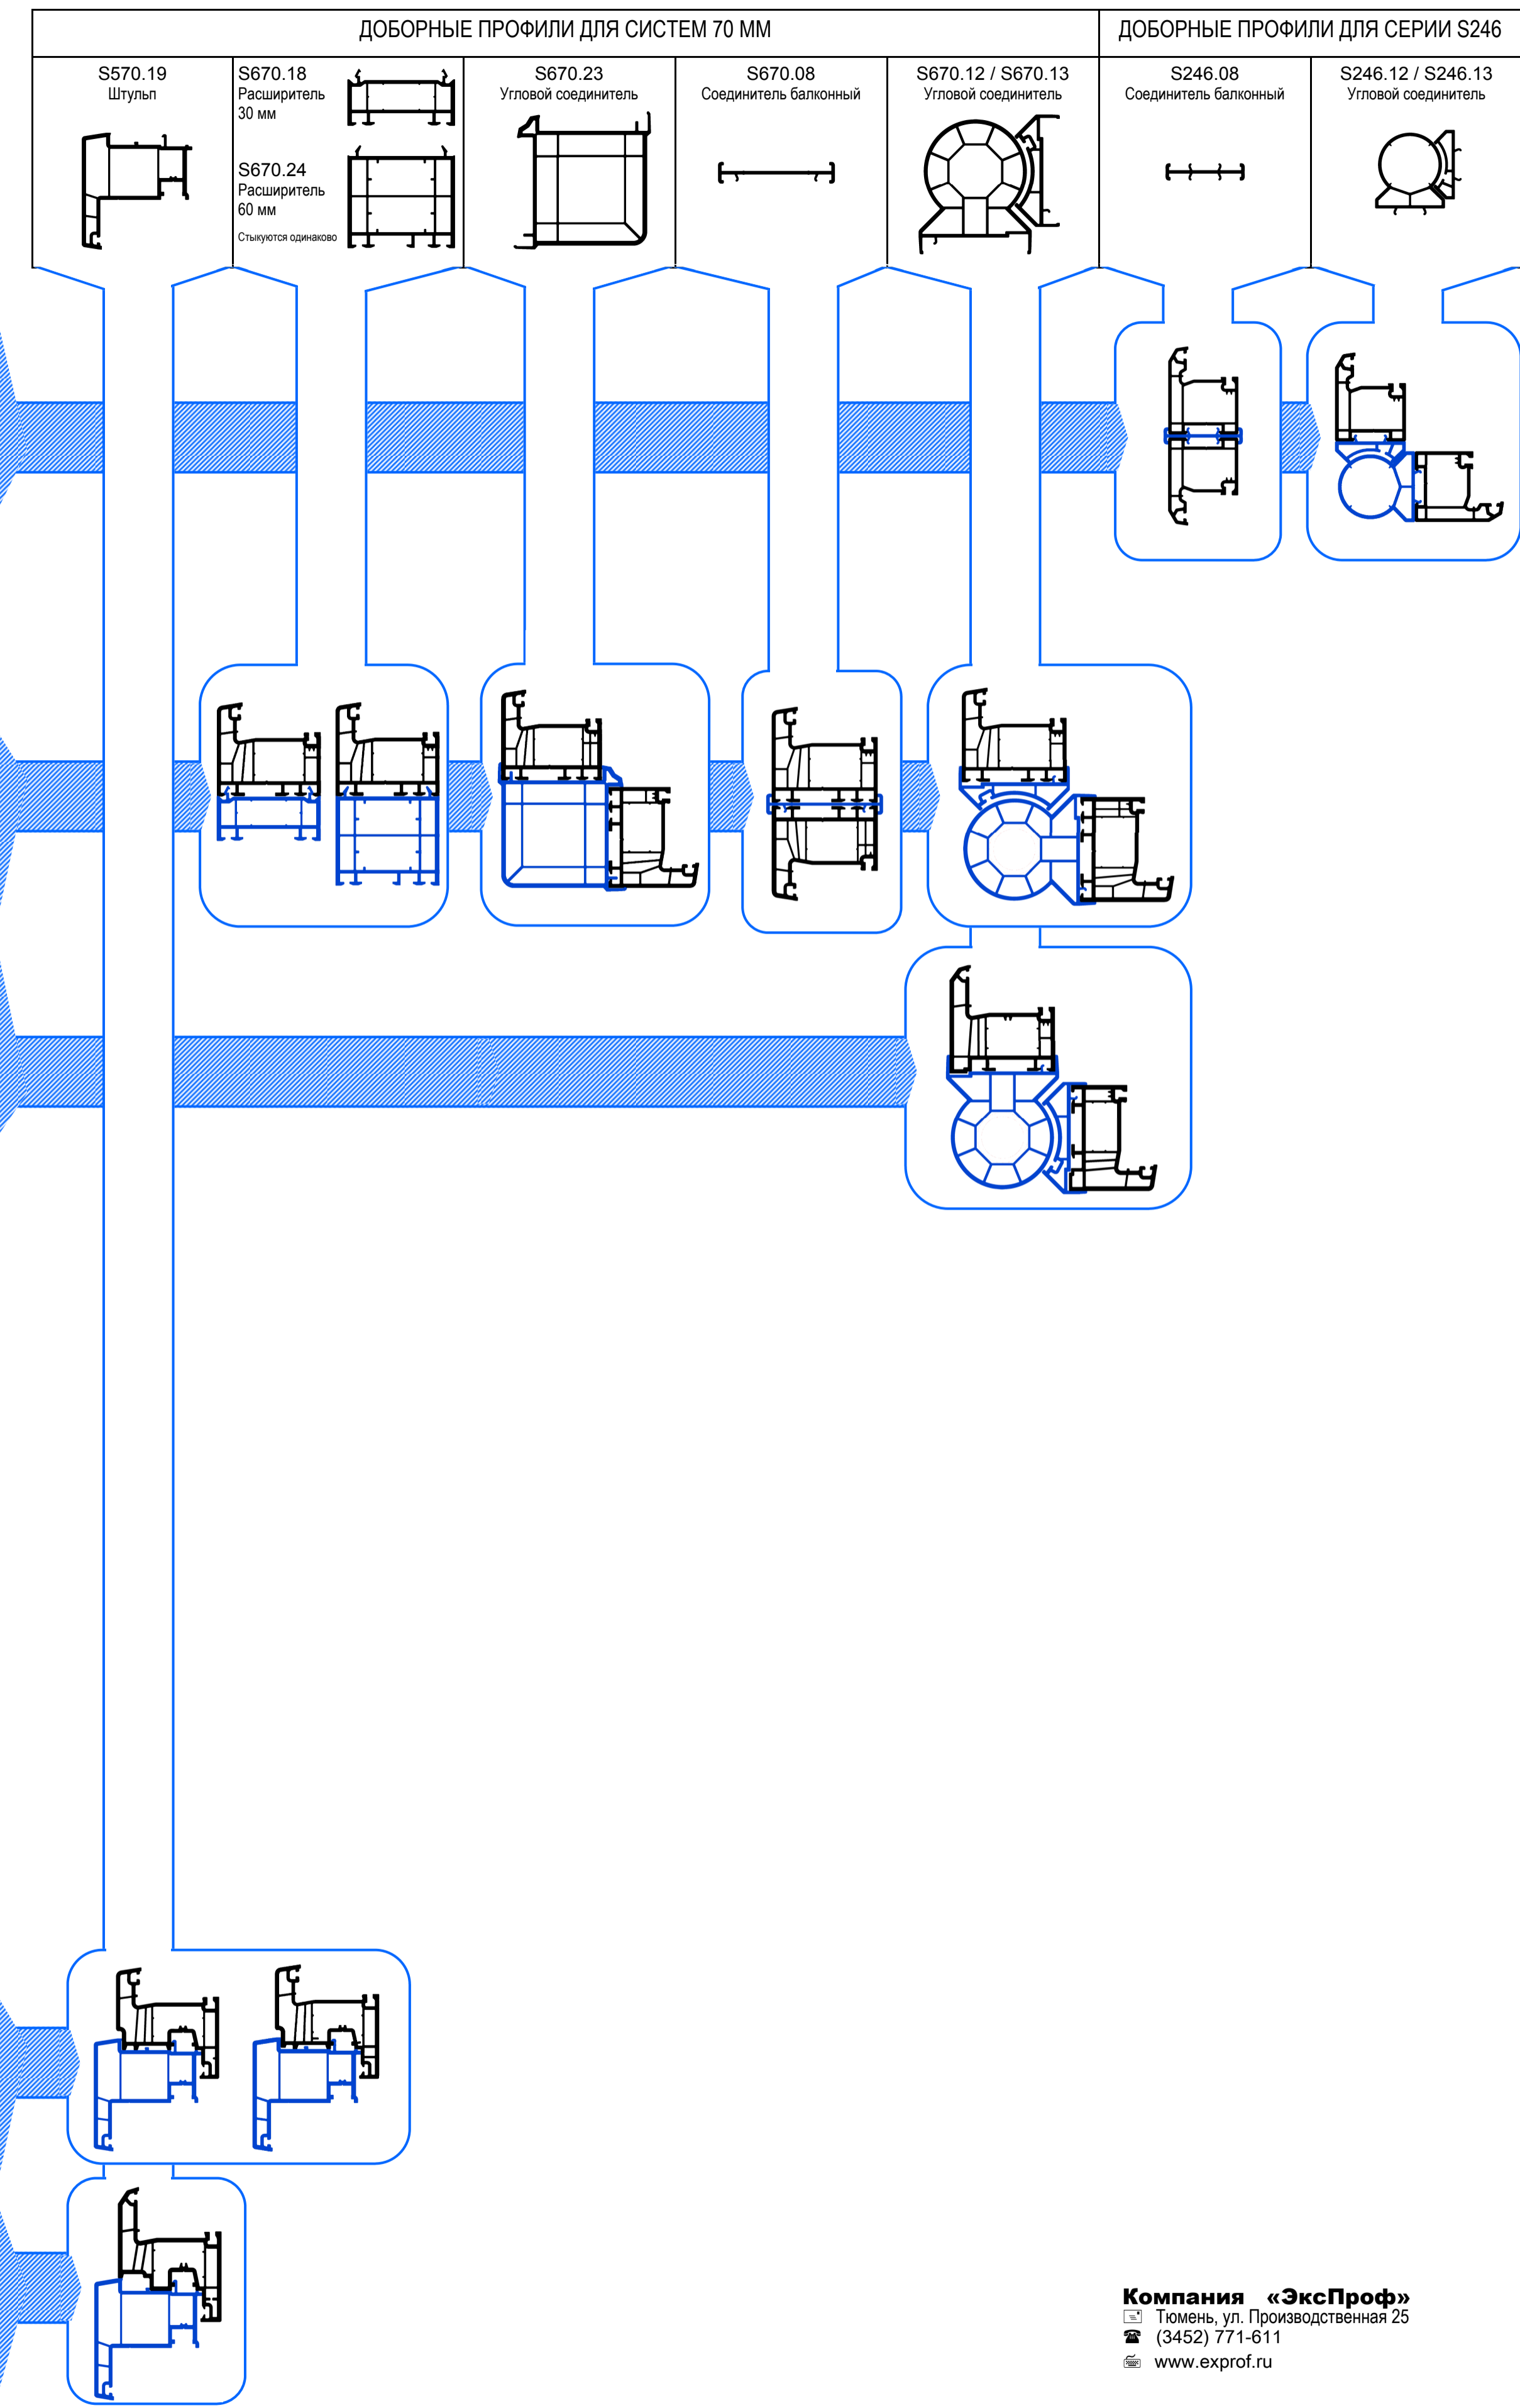 ДОБОРНЫЕ ПРОФИЛИ ДЛЯ СИСТЕМ 70 ММ
ДОБОРНЫЕ ПРОФИЛИ ДЛЯ СЕРИИ S246
S570.19
Штульп
S670.18
Расширитель
30 мм
S670.24
Расширитель
60 мм
Стыкуются одинаково
S670.23
Угловой соединитель
S670.08
Соединитель балконный
S670.12 / S670.13
Угловой соединитель
S246.08
Соединитель балконный
S246.12 / S246.13
Угловой соединитель
Компания «ЭксПроф»
Тюмень, ул. Производственная 25
(3452) 771-611
www.exprof.ru